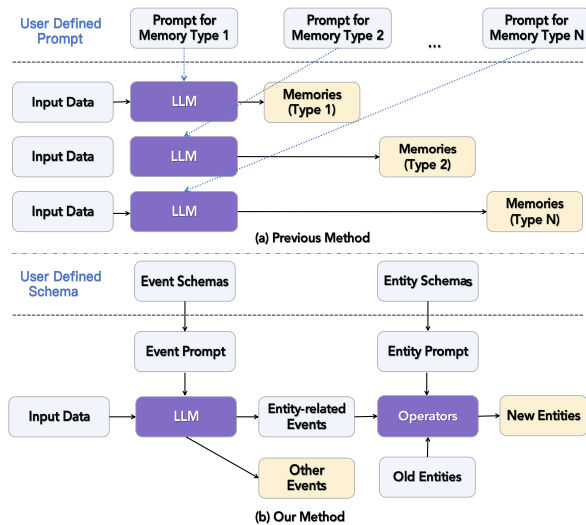 User Defined
Prompt
Prompt for
Memory Type 1
Prompt for
Memory Type 2
...
Prompt for
Memory Type N
Input Data
LLM
Memories
(Type 1)
Input Data
LLM
Memories
(Type 2)
Input Data
LLM
Memories
(Type N)
(a) Previous Method
User Defined
Schema
Event Schemas
Entity Schemas
Event Prompt
Entity Prompt
Input Data
LLM
Entity-related
Events
Operators
New Entities
Other
Events
Old Entities
(b) Our Method